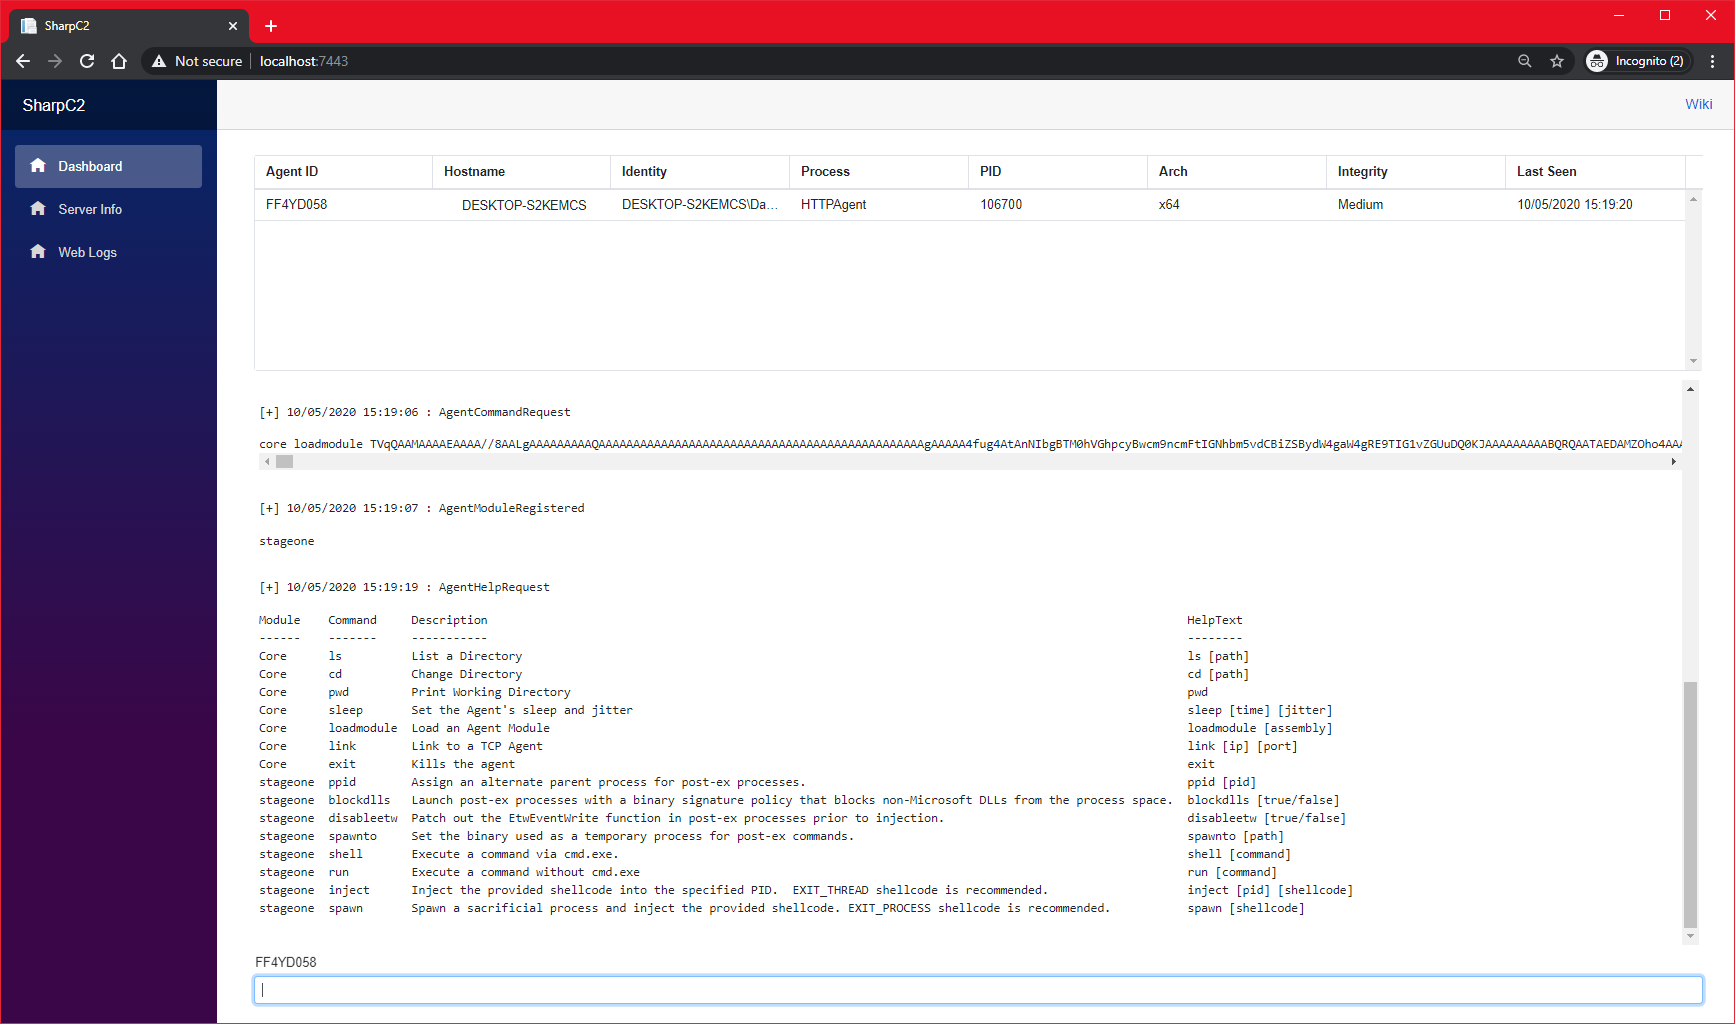 SharpC2
Not secure localhost:7443 Incognito (2)
SharpC2 Wiki
Dashboard
Server Info
Web Logs
Agent ID Hostname Identity Process PID Arch Integrity Last Seen
FF4YD058 DESKTOP-S2KEMCS DESKTOP-S2KEMCS\Da... HTTPAgent 106700 x64 Medium 10/05/2020 15:19:20
[+] 10/05/2020 15:19:06 : AgentCommandRequest
core loadmodule
[+] 10/05/2020 15:19:07 : AgentModuleRegistered
stageone
[+] 10/05/2020 15:19:19 : AgentHelpRequest
Module Command Description HelpText
------ ------- ----------- --------
Core ls List a Directory ls [path]
Core cd Change Directory cd [path]
Core pwd Print Working Directory pwd
Core sleep Set the Agent's sleep and jitter sleep [time] [jitter]
Core loadmodule Load an Agent Module loadmodule [assembly]
Core link Link to a TCP Agent link [ip] [port]
Core exit Kills the agent exit
stageone ppid Assign an alternate parent process for post-ex processes. ppid [pid]
stageone blockdlls Launch post-ex processes with a binary signature policy that blocks non-Microsoft DLLs from the process space. blockdlls [true/false]
stageone disableetw Patch out the EtwEventWrite function in post-ex processes prior to injection. disableetw [true/false]
stageone spawnto Set the binary used as a temporary process for post-ex commands. spawnto [path]
stageone shell Execute a command via cmd.exe. shell [command]
stageone run Execute a command without cmd.exe run [command]
stageone inject Inject the provided shellcode into the specified PID. EXIT_THREAD shellcode is recommended. inject [pid] [shellcode]
stageone spawn Spawn a sacrificial process and inject the provided shellcode. EXIT_PROCESS shellcode is recommended. spawn [shellcode]
FF4YD058